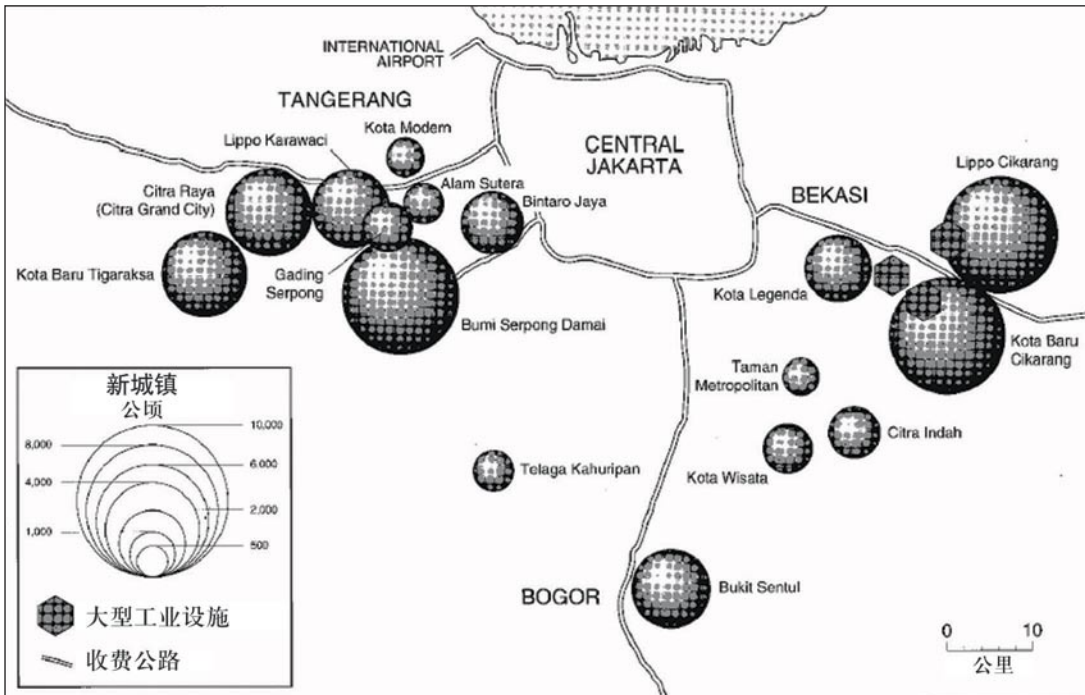 INTERNATIONAL
AIRPORT
TANGERANG
Kota Modern
Lippo Karawaci
CENTRAL
JAKARTA
Lippo Cikarang
Citra Raya
(Citra Grand City)
Alam Sutera
Bintaro Jaya
BEKASI
Kota Baru Tigaraksa
Gading
Serpong
Kota Legenda
Bumi Serpong Damai
Kota Baru
Cikarang
Taman
Metropolitan
Citra Indah
Telaga Kahuripan
Kota Wisata
BOGOR
Bukit Sentul
新城镇
公顷
10,000
8,000
6,000
4,000
2,000
1,000
500
大型工业设施
收费公路
0 10
公里